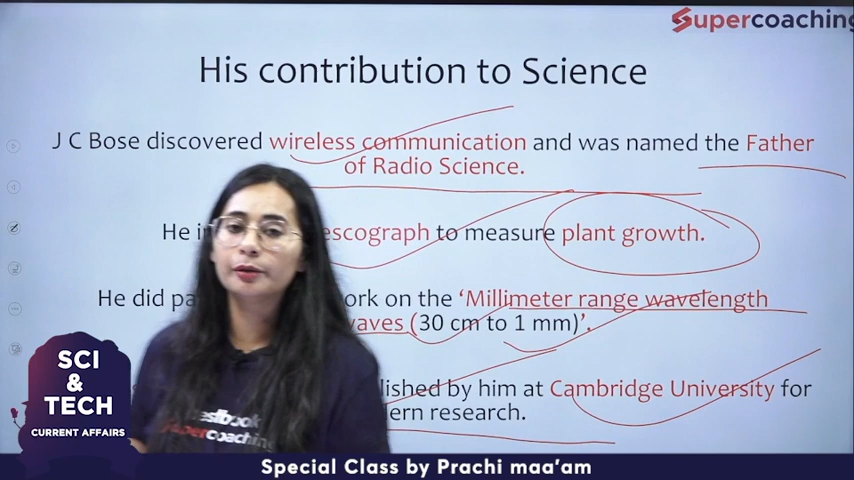 Supercoaching
His contribution to Science
J C Bose discovered wireless communication and was named the Father
of Radio Science.
He escograph to measure plant growth.
He did ork on the 'Millimeter range wavelength
waves (30 cm to 1 mm)'.
lished by him at Cambridge University for
ern research.
testbook
Supercoaching
SCI
&
TECH
CURRENT AFFAIRS
Special Class by Prachi maa'am